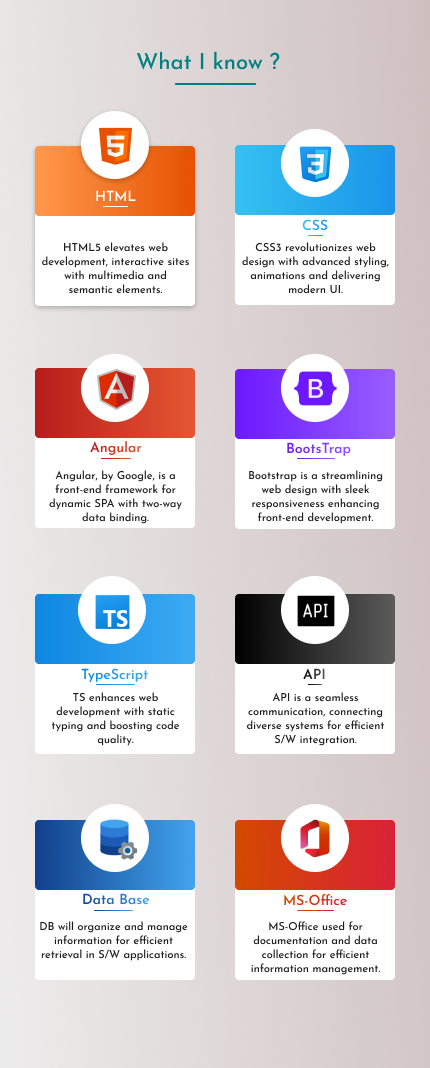 What I know ?
5
HTML
HTML5 elevates web
development, interactive sites
with multimedia and
semantic elements.
3
CSS
CSS3 revolutionizes web
design with advanced styling,
animations and delivering
modern UI.
A
Angular
Angular, by Google, is a
front-end framework for
dynamic SPA with two-way
data binding.
B
BootsTrap
Bootstrap is a streamlining
web design with sleek
responsiveness enhancing
front-end development.
TS
TypeScript
TS enhances web
development with static
typing and boosting code
quality.
API
API
API is a seamless
communication, connecting
diverse systems for efficient
S/W integration.
Data Base
DB will organize and manage
information for efficient
retrieval in S/W applications.
MS-Office
MS-Office used for
documentation and data
collection for efficient
information management.